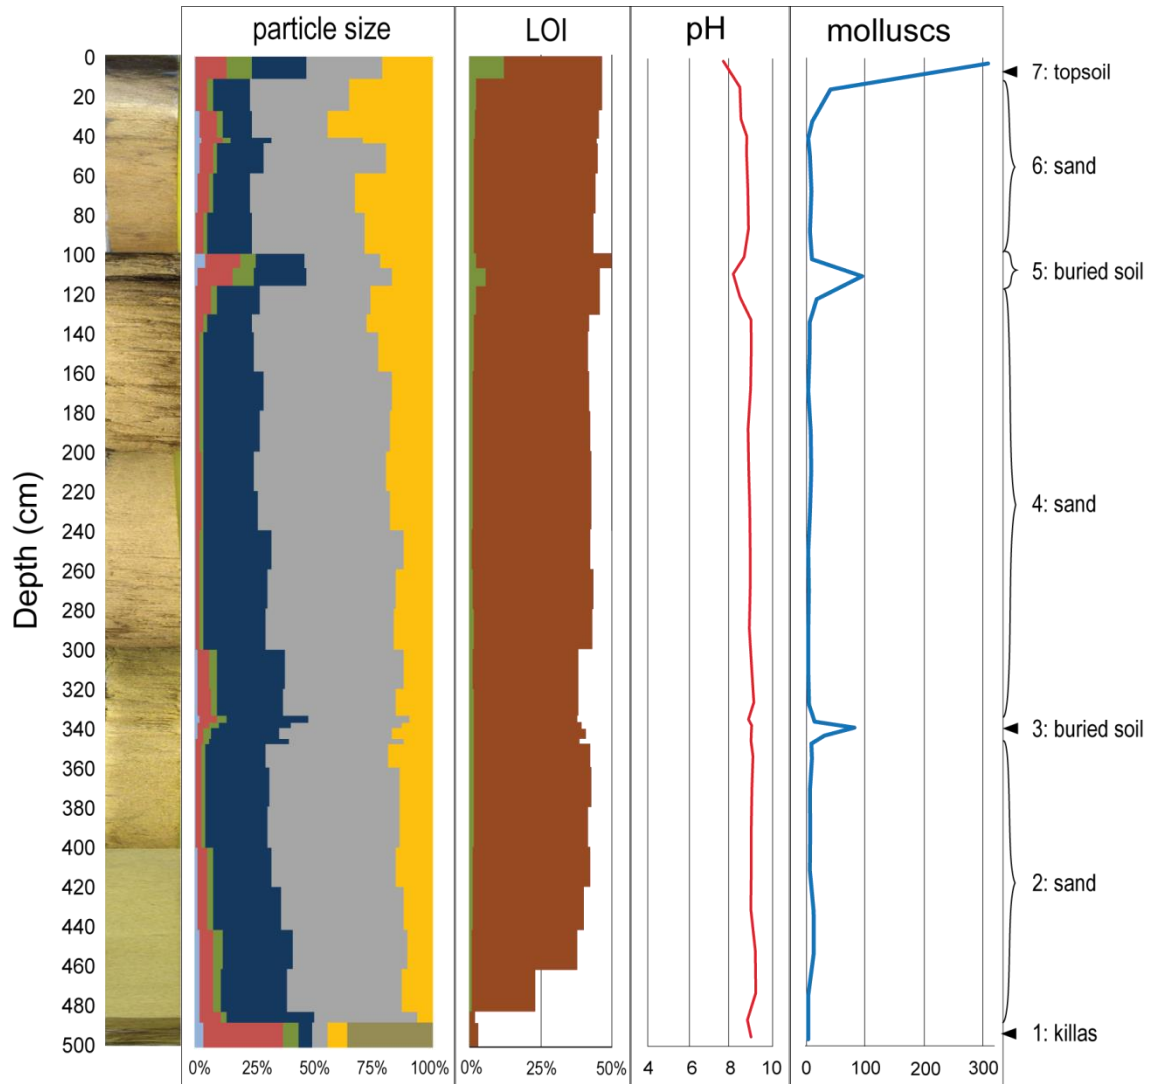 particle size
LOI
pH
molluscs
0
20
40
60
80
100
120
140
160
180
200
220
240
260
280
300
320
340
360
380
400
420
440
460
480
500
Depth (cm)
0% 25% 50% 75% 100%
0% 25% 50%
4 6 8 10
0 100 200 300
7: topsoil
6: sand
5: buried soil
4: sand
3: buried soil
2: sand
1: killas